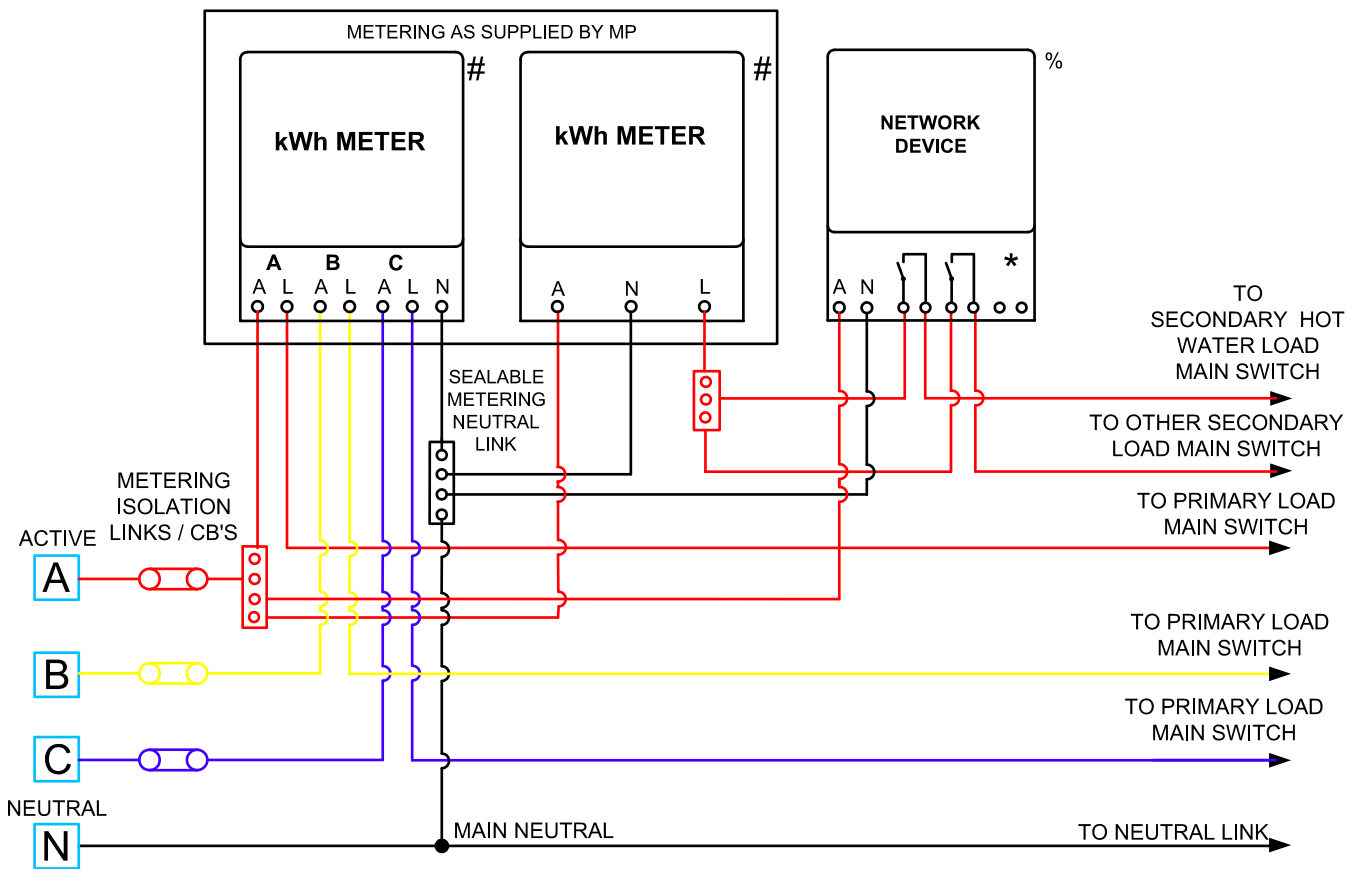 METERING AS SUPPLIED BY MP
kWh METER
#
kWh METER
#
NETWORK
DEVICE
%
A B C
A L A L A L N
A N L
A N
*
TO
SECONDARY HOT
WATER LOAD
MAIN SWITCH
SEALABLE
METERING
NEUTRAL
LINK
TO OTHER SECONDARY
LOAD MAIN SWITCH
METERING
ISOLATION
LINKS / CB'S
TO PRIMARY LOAD
MAIN SWITCH
ACTIVE
A
TO PRIMARY LOAD
MAIN SWITCH
B
TO PRIMARY LOAD
MAIN SWITCH
C
NEUTRAL
N
MAIN NEUTRAL
TO NEUTRAL LINK